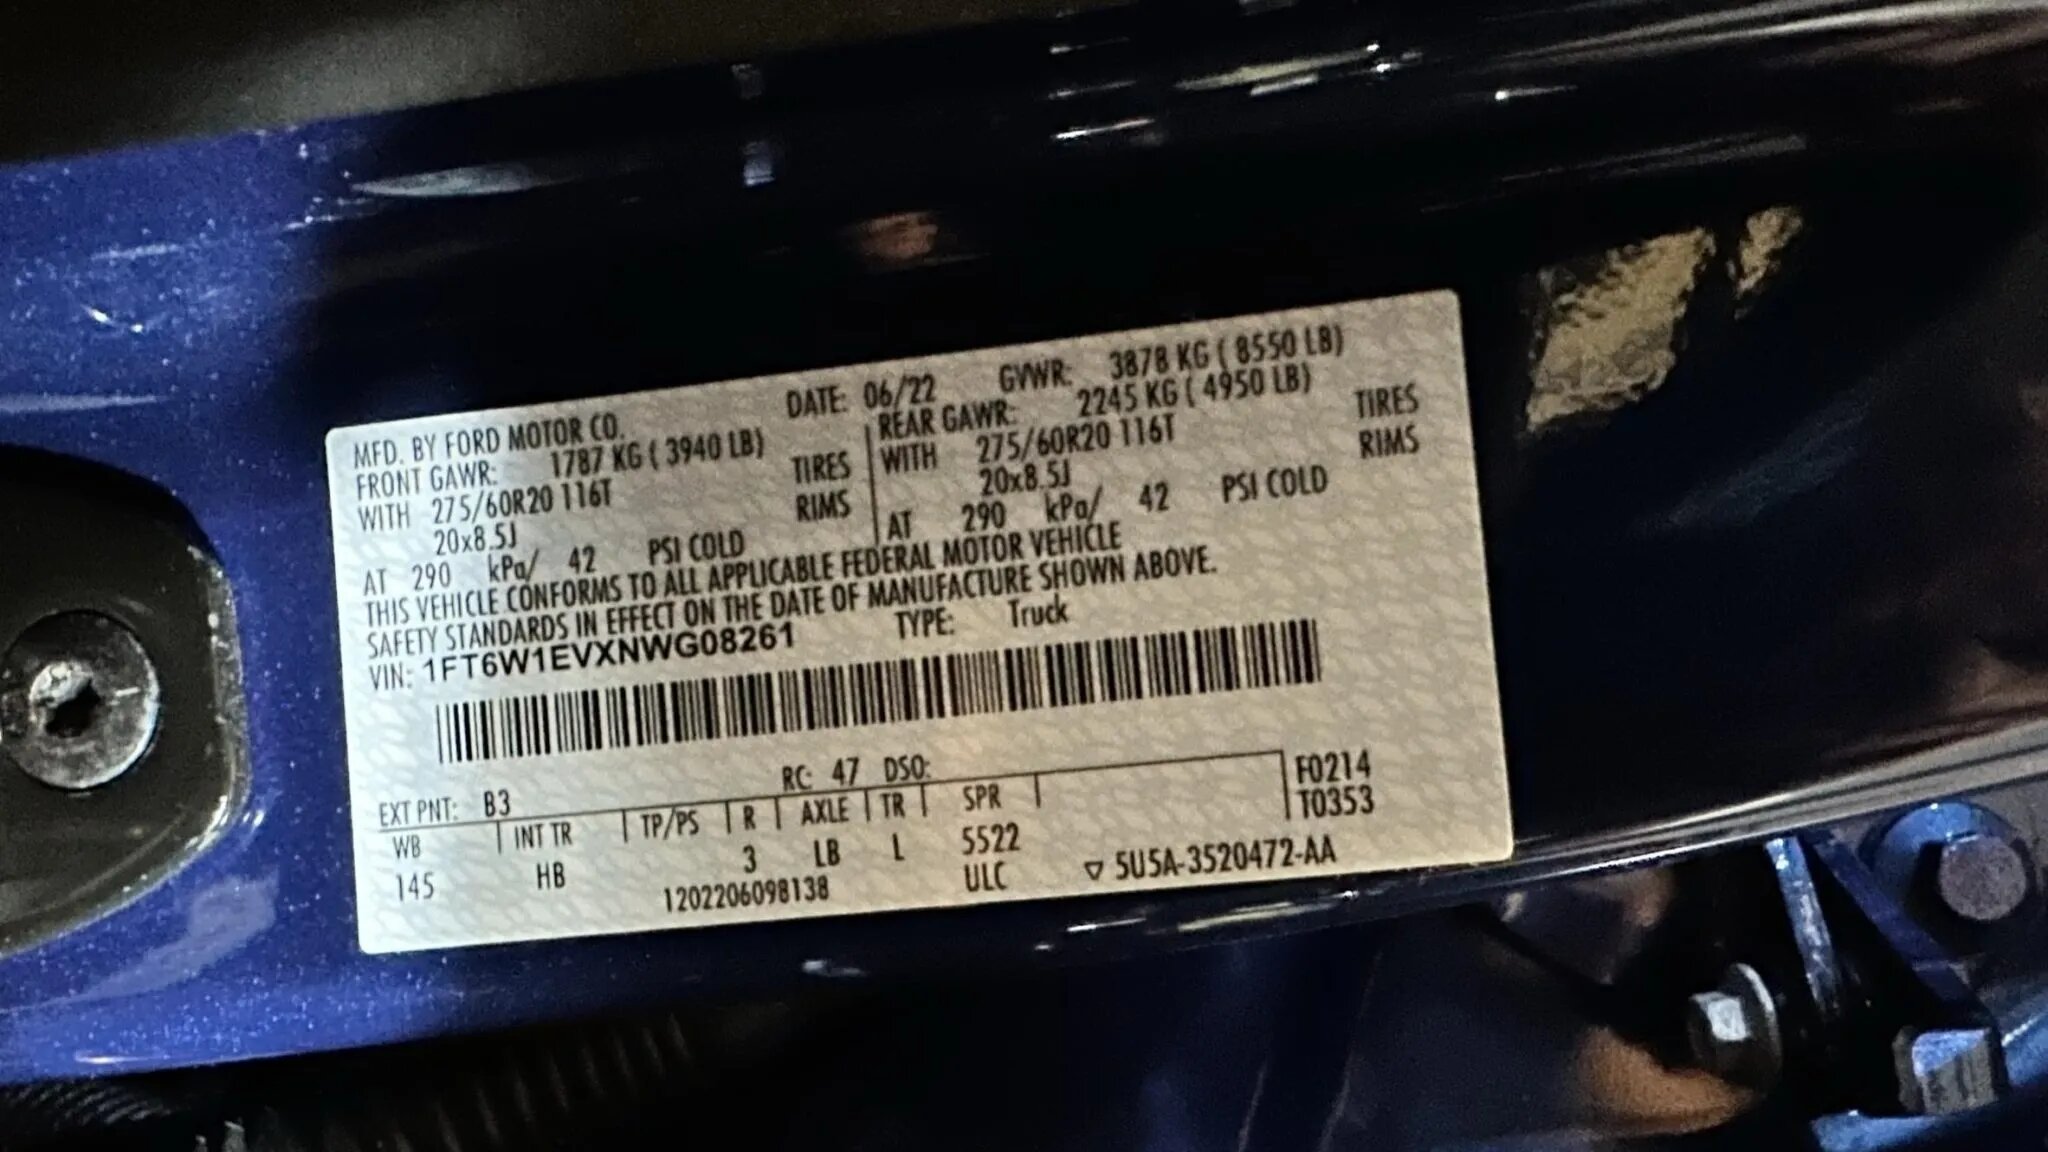 MFD. BY FORD MOTOR CO. DATE: 06/22 GVWR: 3878 KG ( 8550 LB)
FRONT GAWR: 1787 KG ( 3940 LB) REAR GAWR: 2245 KG ( 4950 LB)
WITH 275/60R20 116T TIRES WITH 275/60R20 116T TIRES
20x8.5J RIMS 20x8.5J RIMS
AT 290 kPa/ 42 PSI COLD AT 290 kPa/ 42 PSI COLD
THIS VEHICLE CONFORMS TO ALL APPLICABLE FEDERAL MOTOR VEHICLE
SAFETY STANDARDS IN EFFECT ON THE DATE OF MANUFACTURE SHOWN ABOVE.
VIN: 1FT6W1EVXNWG08261 TYPE: Truck
EXT PNT: B3 RC: 47 DSO: F0214
WB INT TR TP/PS R AXLE TR SPR T0353
145 HB 3 LB L 5522
1202206098138 ULC ▽ 5U5A-3520472-AA